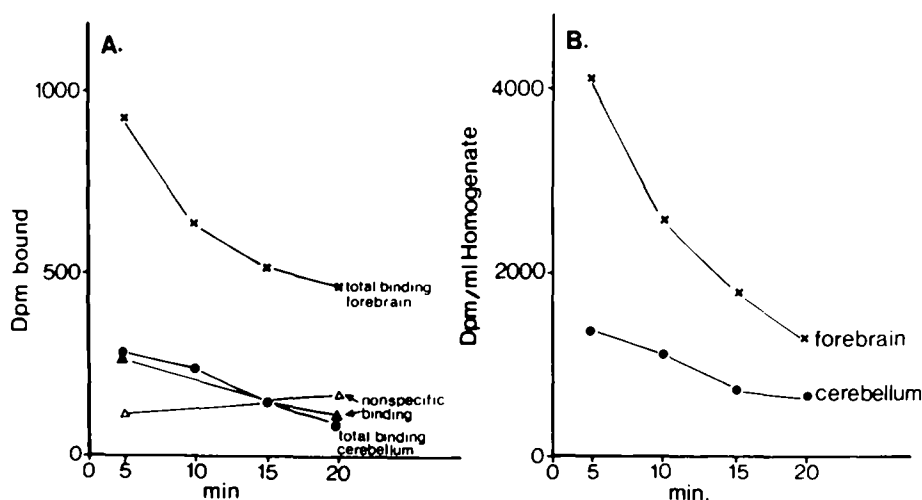 A.
1000
500
0
Dpm bound
total binding
forebrain
nonspecific
binding
total binding
cerebellum
0 5 10 15 20
min
B.
4000
2000
0
Dpm/ml Homogenate
forebrain
cerebellum
0 5 10 15 20
min.